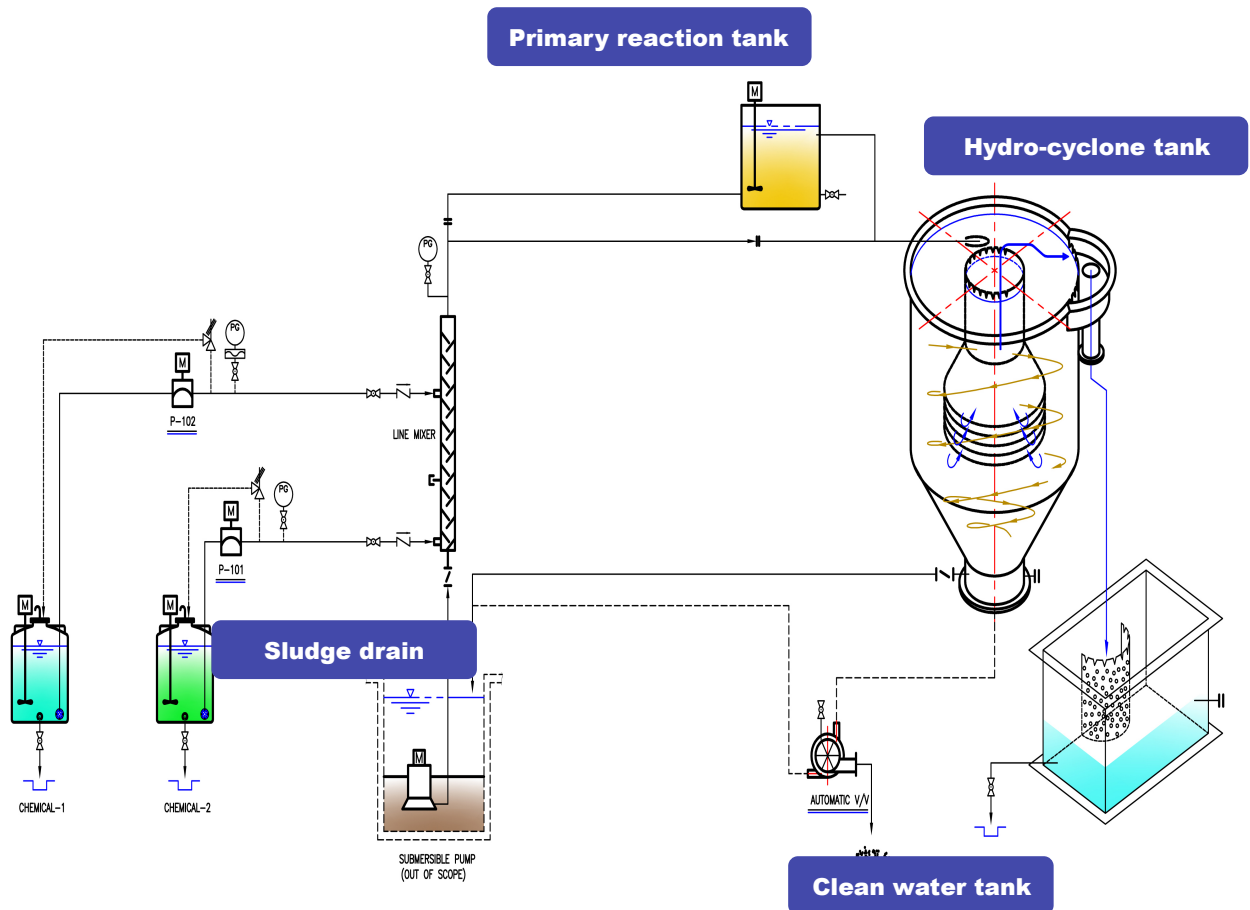 Primary reaction tank
M
Hydro-cyclone tank
PG
PG
M
P-102
LINE MIXER
PG
M
P-101
M
M
Sludge drain
M
AUTOMATIC V/V
CHEMICAL-1
CHEMICAL-2
SUBMERSIBLE PUMP
(OUT OF SCOPE)
Clean water tank